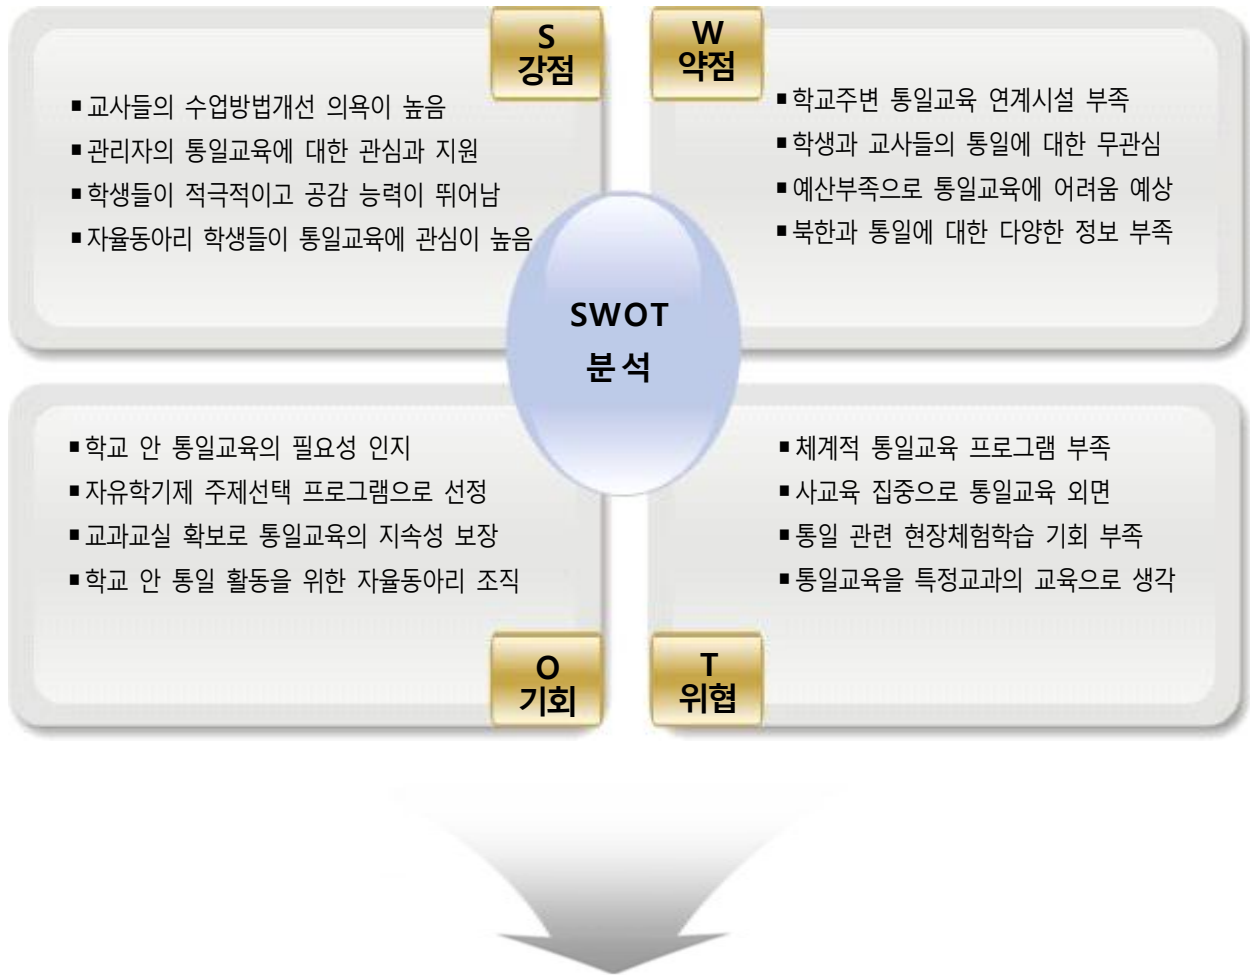 S
강점
■ 교사들의 수업방법개선 의욕이 높음
■ 관리자의 통일교육에 대한 관심과 지원
■ 학생들이 적극적이고 공감 능력이 뛰어남
■ 자율동아리 학생들이 통일교육에 관심이 높음
W
약점
■ 학교주변 통일교육 연계시설 부족
■ 학생과 교사들의 통일에 대한 무관심
■ 예산부족으로 통일교육에 어려움 예상
■ 북한과 통일에 대한 다양한 정보 부족
SWOT
분석
■ 학교 안 통일교육의 필요성 인지
■ 자유학기제 주제선택 프로그램으로 선정
■ 교과교실 확보로 통일교육의 지속성 보장
■ 학교 안 통일 활동을 위한 자율동아리 조직
O
기회
■ 체계적 통일교육 프로그램 부족
■ 사교육 집중으로 통일교육 외면
■ 통일 관련 현장체험학습 기회 부족
■ 통일교육을 특정교과의 교육으로 생각
T
위협